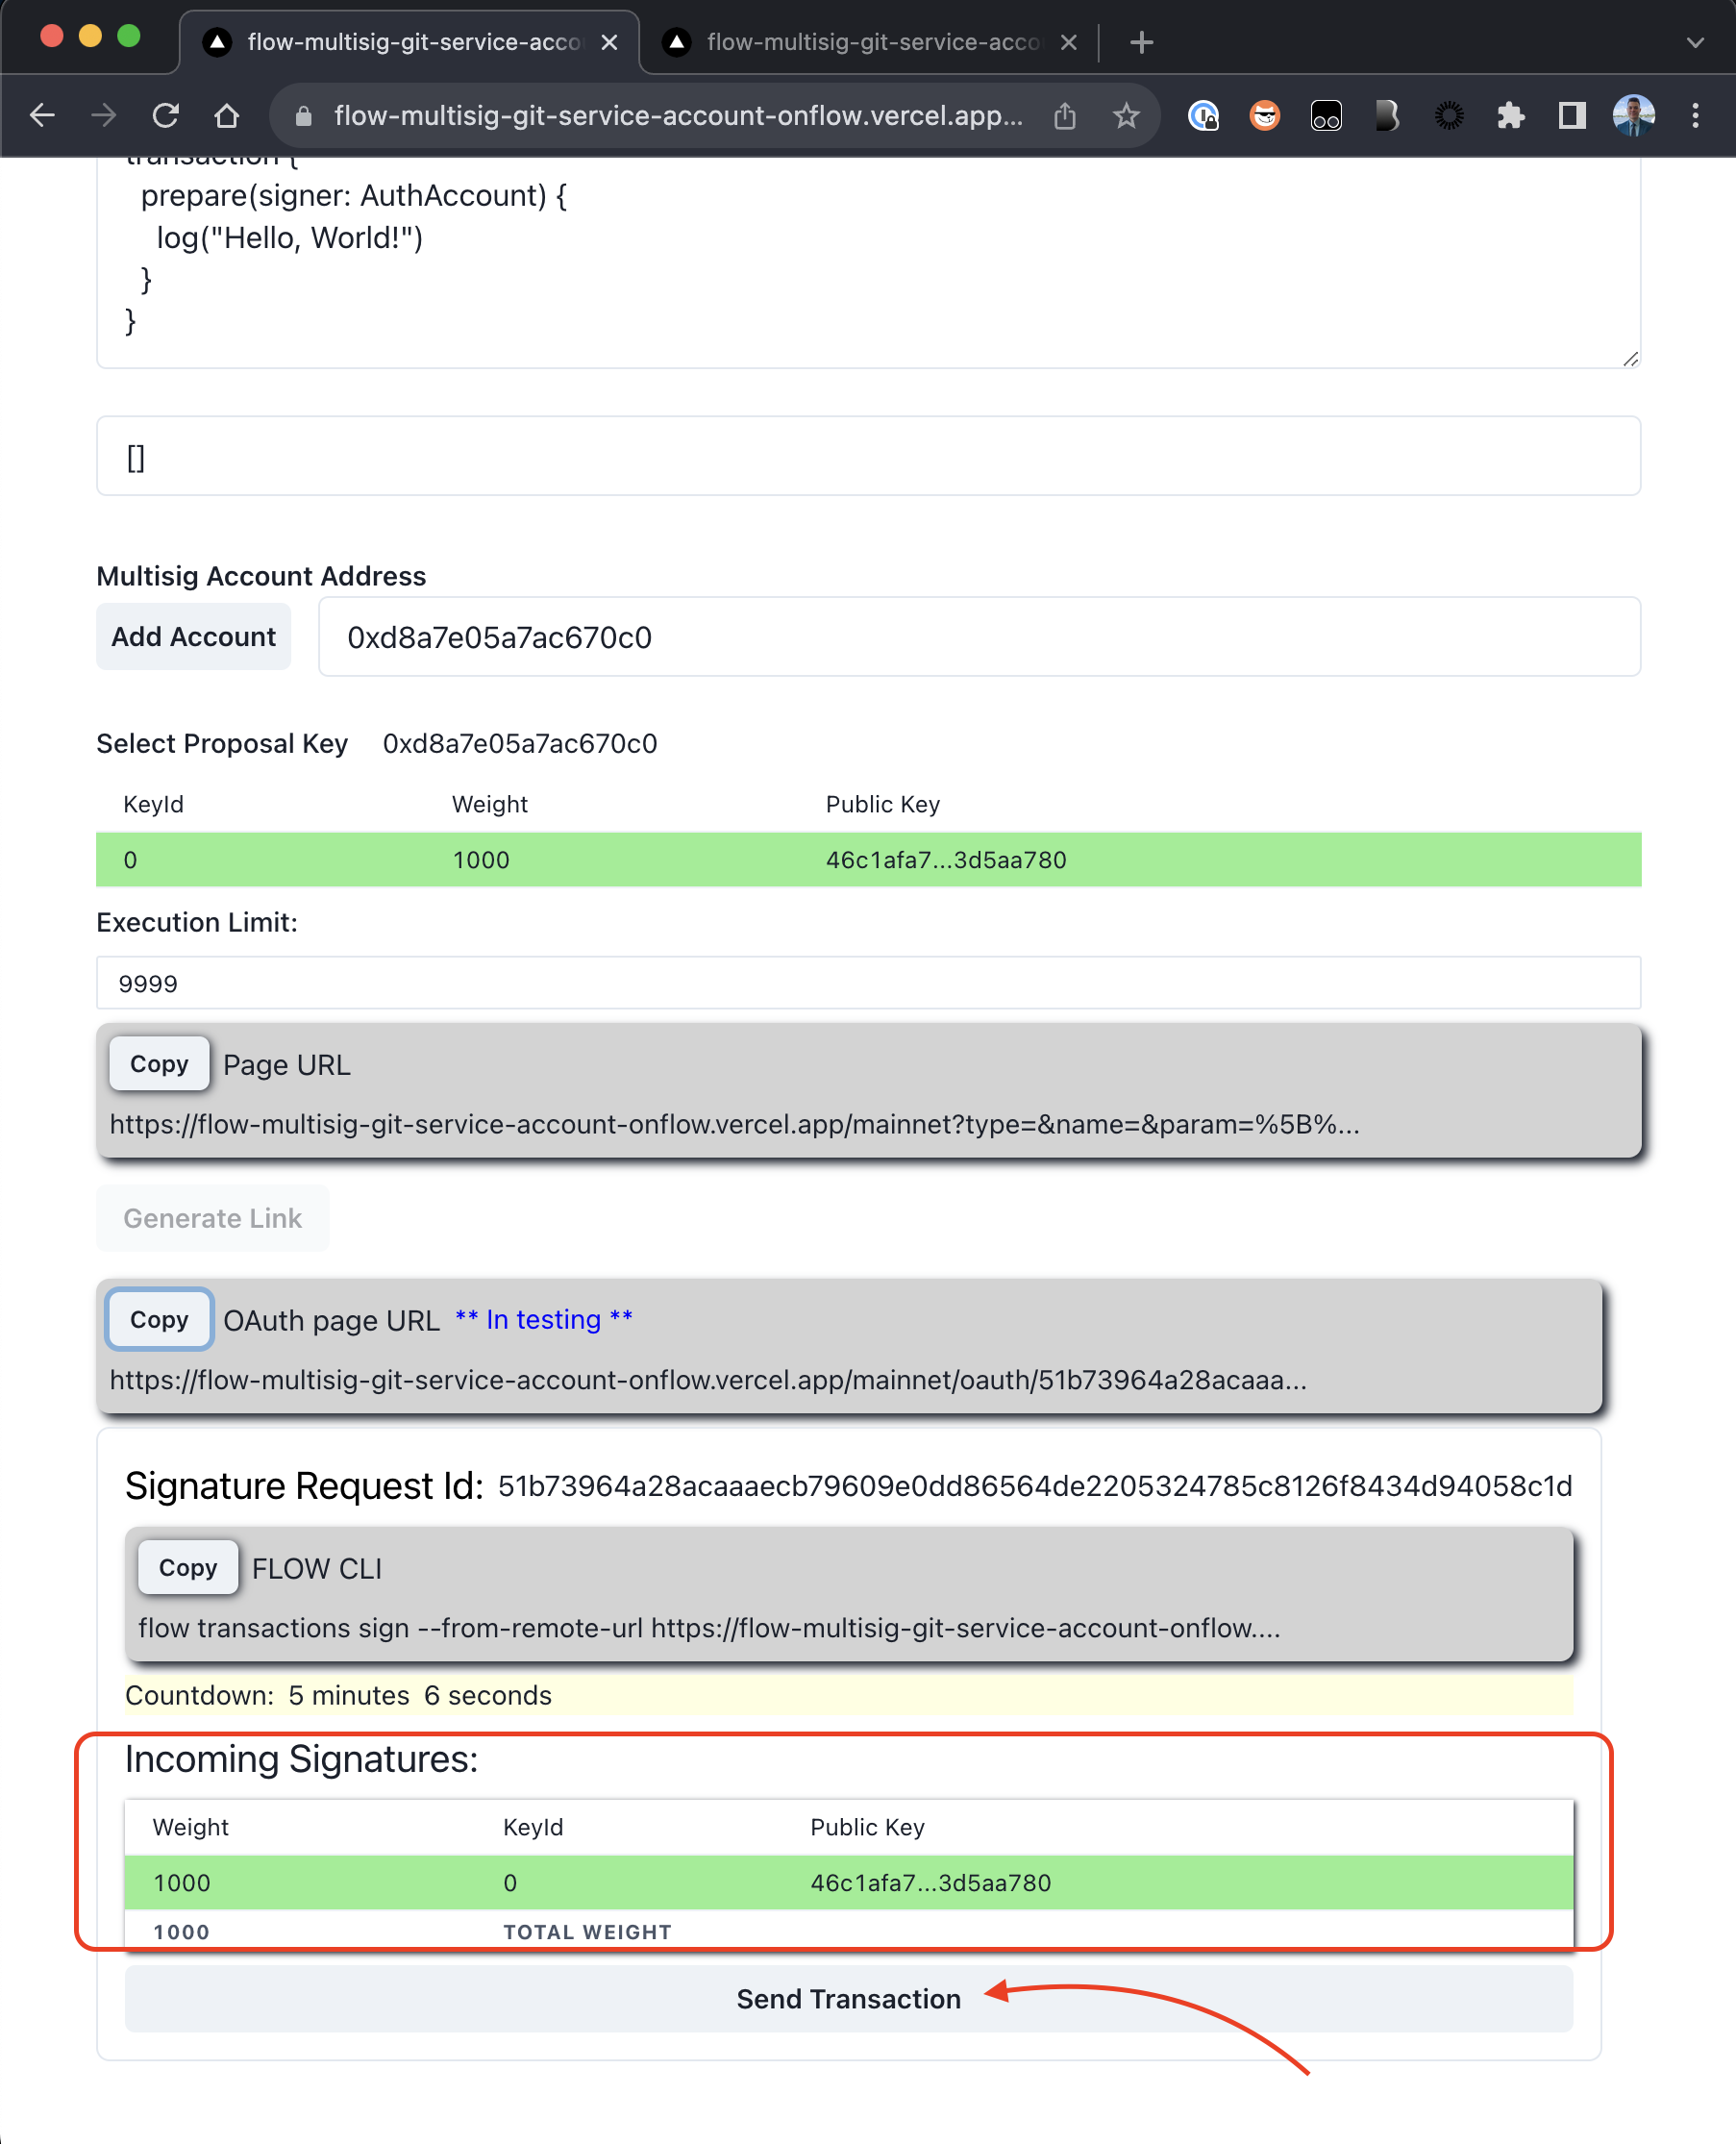 flow-multisig-git-service-acco
flow-multisig-git-service-acco
flow-multisig-git-service-account-onflow.vercel.app...
transaction {
prepare(signer: AuthAccount) {
log("Hello, World!")
}
}
[]
Multisig Account Address
Add Account
0xd8a7e05a7ac670c0
Select Proposal Key 0xd8a7e05a7ac670c0
KeyId Weight Public Key
0 1000 46c1afa7...3d5aa780
Execution Limit:
9999
Copy Page URL
https://flow-multisig-git-service-account-onflow.vercel.app/mainnet?type=&name=&param=%5B%...
Generate Link
Copy OAuth page URL ** In testing **
https://flow-multisig-git-service-account-onflow.vercel.app/mainnet/oauth/51b73964a28acaaa...
Signature Request Id: 51b73964a28acaaaecb79609e0dd86564de2205324785c8126f8434d94058c1d
Copy FLOW CLI
flow transactions sign --from-remote-url https://flow-multisig-git-service-account-onflow....
Countdown: 5 minutes 6 seconds
Incoming Signatures:
Weight KeyId Public Key
1000 0 46c1afa7...3d5aa780
1000 TOTAL WEIGHT
Send Transaction